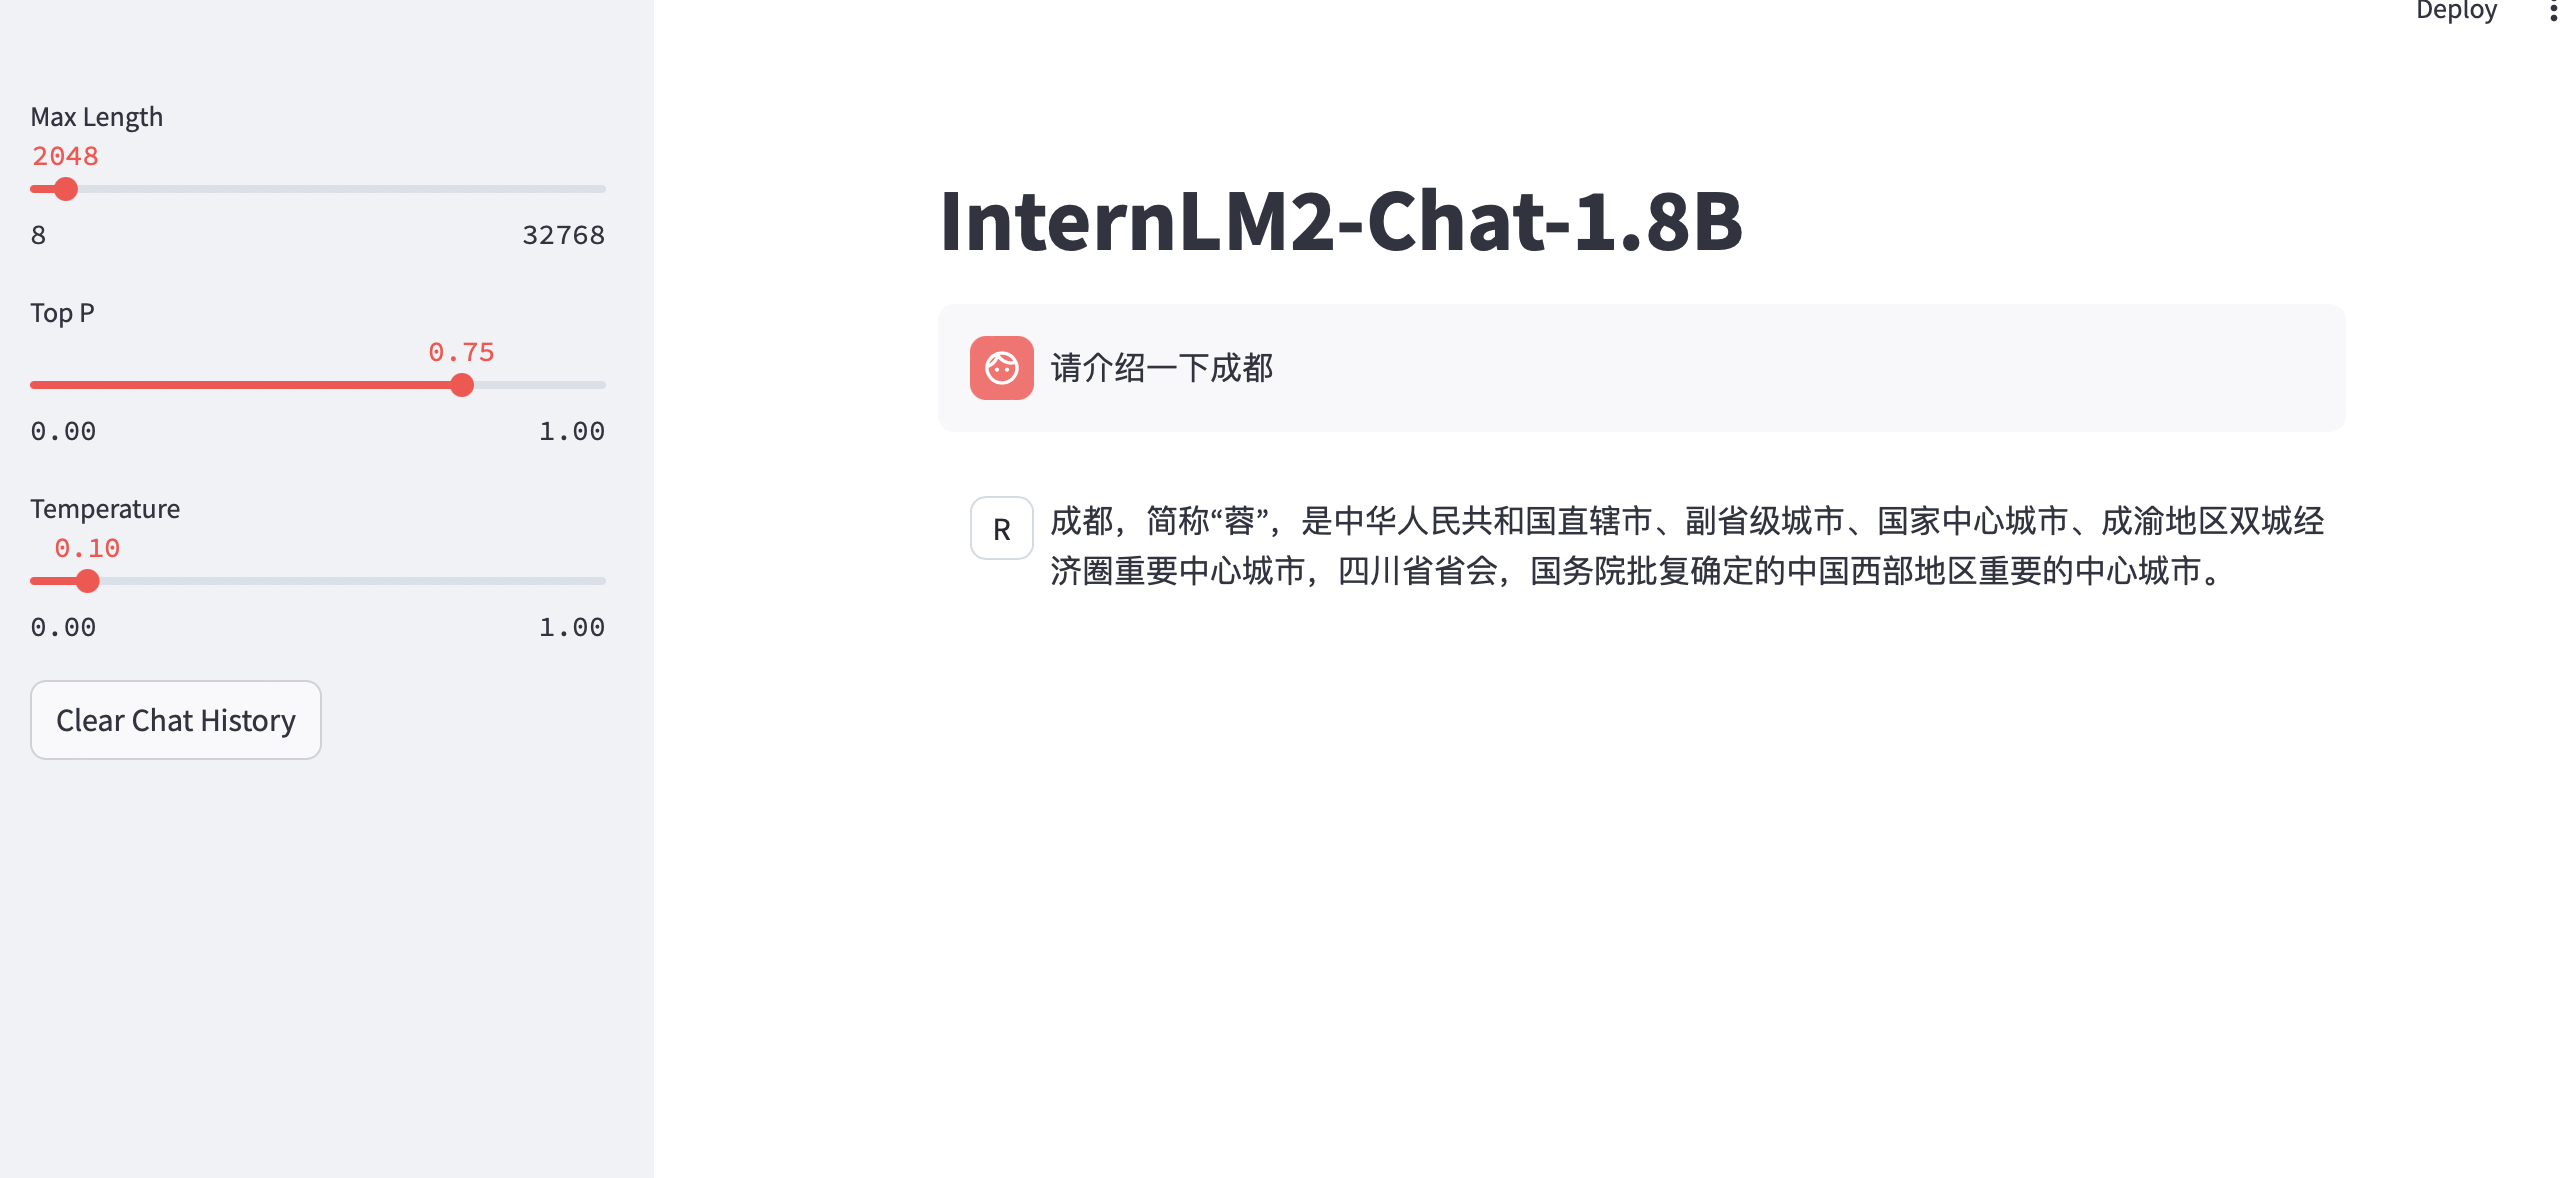 Deploy
Max Length
2048
8 32768
Top P
0.75
0.00 1.00
Temperature
0.10
0.00 1.00
Clear Chat History
InternLM2-Chat-1.8B
请介绍一下成都
R
成都，简称“蓉”，是中华人民共和国直辖市、副省级城市、国家中心城市、成渝地区双城经
济圈重要中心城市，四川省省会，国务院批复确定的中国西部地区重要的中心城市。